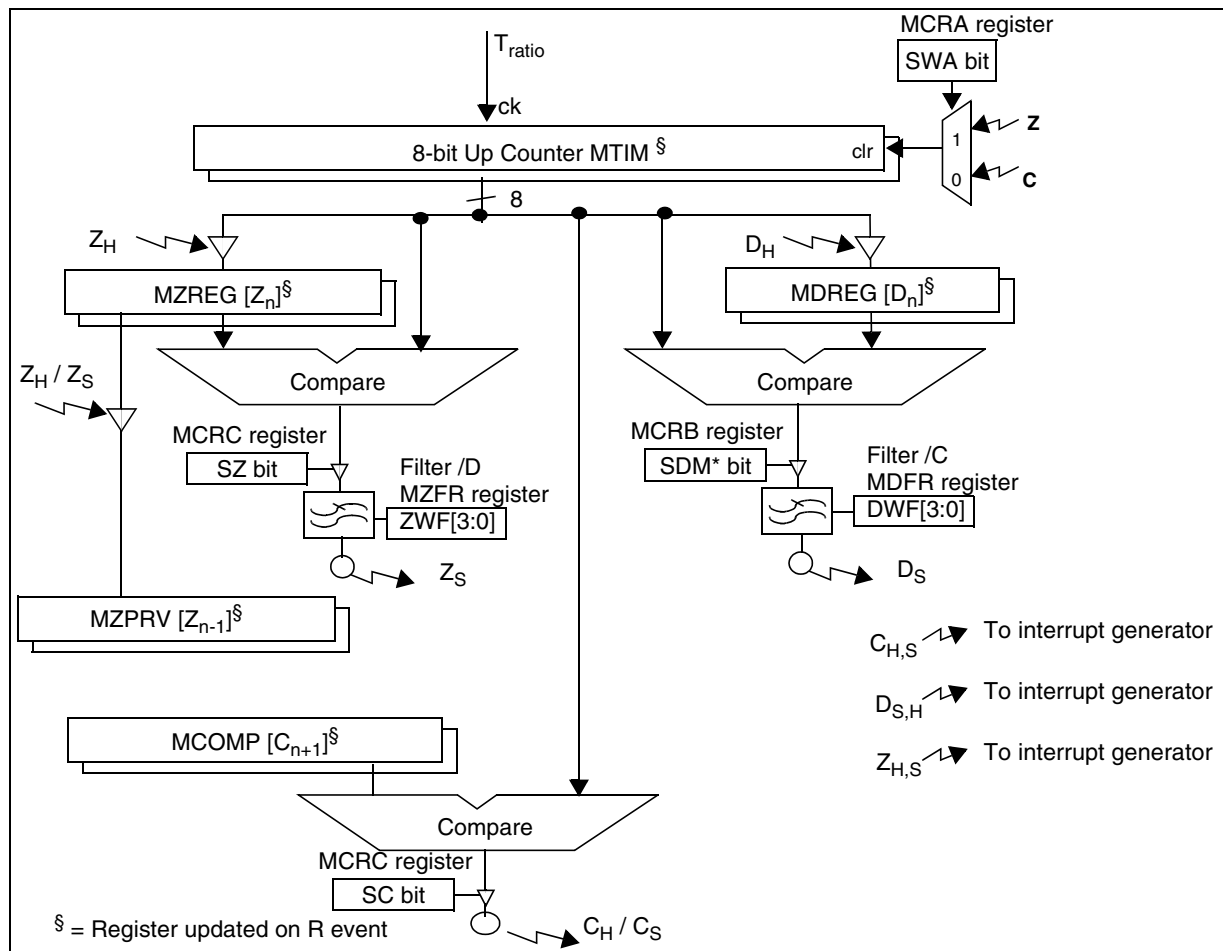 MCRA register
SWA bit
T_ratio
ck
8-bit Up Counter MTIM §
clr
1
0
Z
C
8
Z_H
D_H
MZREG [Z_n]§
MDREG [D_n]§
Compare
Compare
Z_H / Z_S
MCRC register
SZ bit
Filter /D
MZFR register
ZWF[3:0]
MCRB register
SDM* bit
Filter /C
MDFR register
DWF[3:0]
Z_S
D_S
MZPRV [Z_n-1]§
C_H,S To interrupt generator
D_S,H To interrupt generator
Z_H,S To interrupt generator
MCOMP [C_n+1]§
Compare
MCRC register
SC bit
C_H / C_S
§ = Register updated on R event